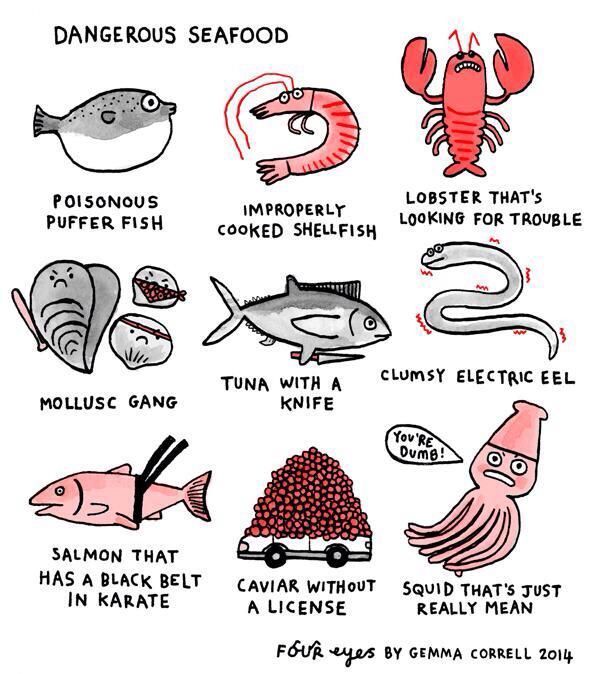 DANGEROUS SEAFOOD
POISONOUS
PUFFER FISH
IMPROPERLY
COOKED SHELLFISH
LOBSTER THAT'S
LOOKING FOR TROUBLE
MOLLUSC GANG
TUNA WITH A
KNIFE
CLUMSY ELECTRIC EEL
SALMON THAT
HAS A BLACK BELT
IN KARATE
CAVIAR WITHOUT
A LICENSE
YOU'RE
DUMB!
SQUID THAT'S JUST
REALLY MEAN
FOUR eyes BY GEMMA CORRELL 2014